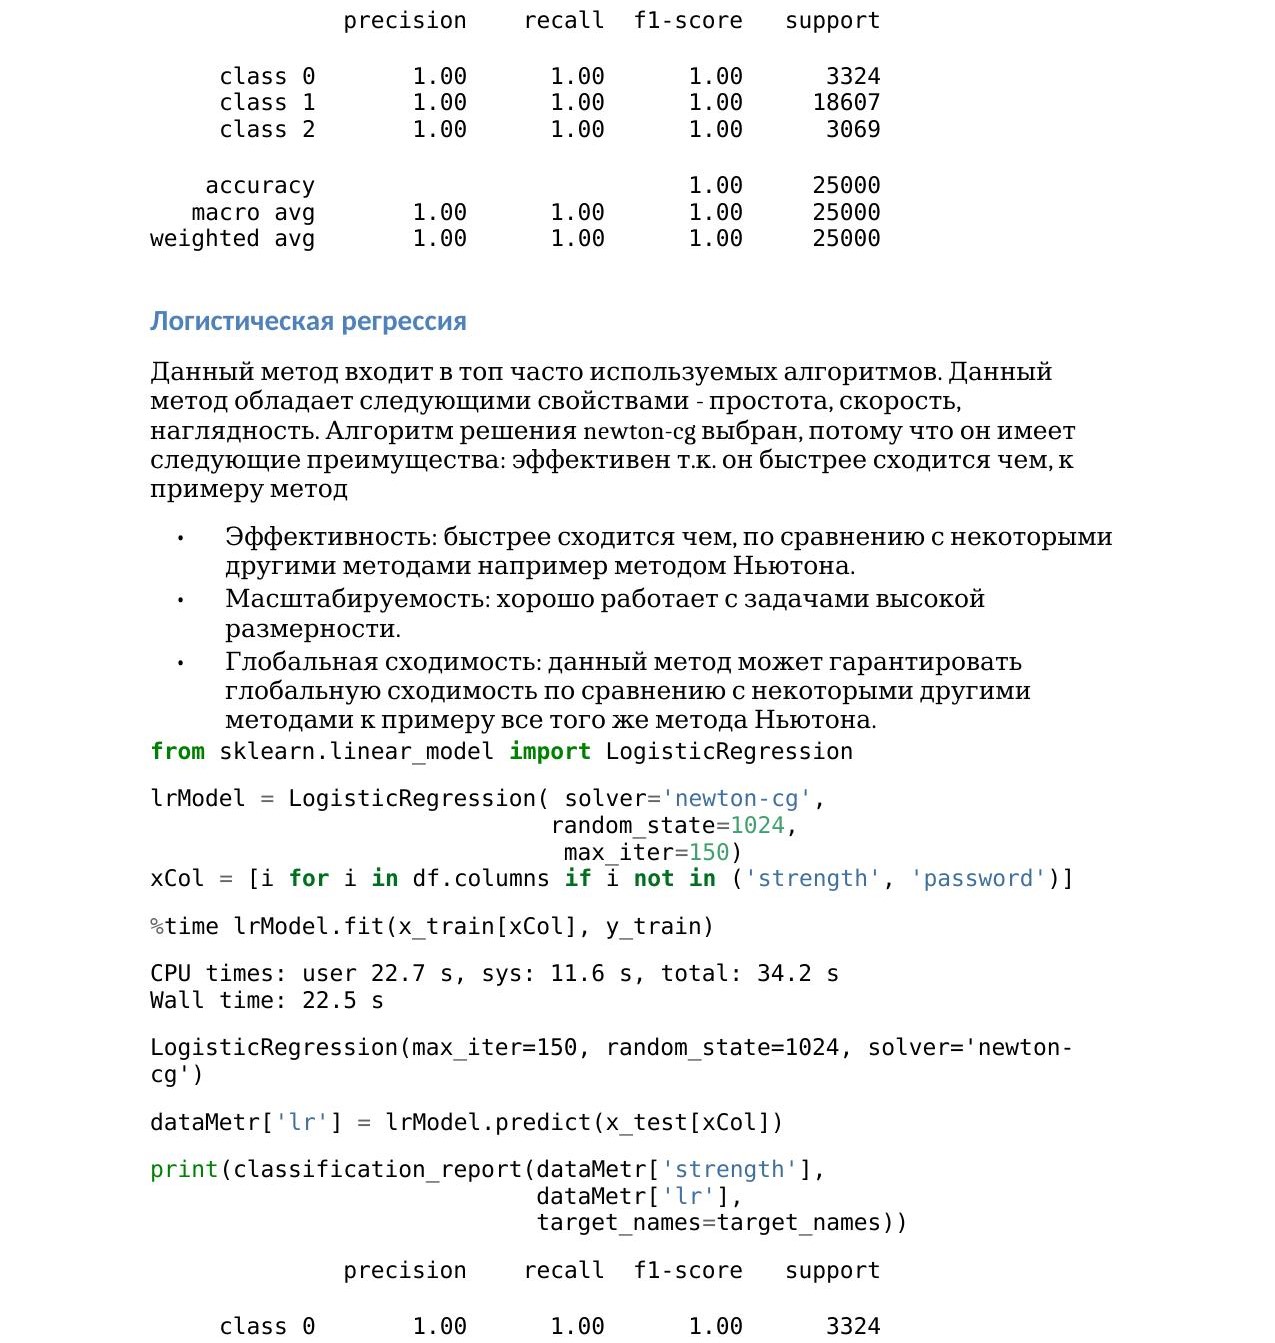 precision recall f1-score support
class 0 1.00 1.00 1.00 3324
class 1 1.00 1.00 1.00 18607
class 2 1.00 1.00 1.00 3069
accuracy 1.00 25000
macro avg 1.00 1.00 1.00 25000
weighted avg 1.00 1.00 1.00 25000
Логистическая регрессия
Данный метод входит в топ часто используемых алгоритмов. Данный
метод обладает следующими свойствами - простота, скорость,
наглядность. Алгоритм решения newton-cg выбран, потому что он имеет
следующие преимущества: эффективен т.к. он быстрее сходится чем, к
примеру метод
• Эффективность: быстрее сходится чем, по сравнению с некоторыми
другими методами например методом Ньютона.
• Масштабируемость: хорошо работает с задачами высокой
размерности.
• Глобальная сходимость: данный метод может гарантировать
глобальную сходимость по сравнению с некоторыми другими
методами к примеру все того же метода Ньютона.
from sklearn.linear_model import LogisticRegression
lrModel = LogisticRegression( solver='newton-cg',
random_state=1024,
max_iter=150)
xCol = [i for i in df.columns if i not in ('strength', 'password')]
%time lrModel.fit(x_train[xCol], y_train)
CPU times: user 22.7 s, sys: 11.6 s, total: 34.2 s
Wall time: 22.5 s
LogisticRegression(max_iter=150, random_state=1024, solver='newton-
cg')
dataMetr['lr'] = lrModel.predict(x_test[xCol])
print(classification_report(dataMetr['strength'],
dataMetr['lr'],
target_names=target_names))
precision recall f1-score support
class 0 1.00 1.00 1.00 3324